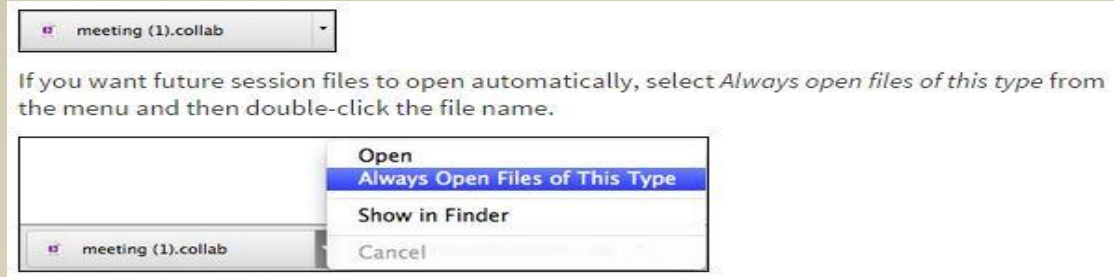 meeting (1).collab
If you want future session files to open automatically, select Always open files of this type from
the menu and then double-click the file name.
Open
Always Open Files of This Type
Show in Finder
meeting (1).collab
Cancel